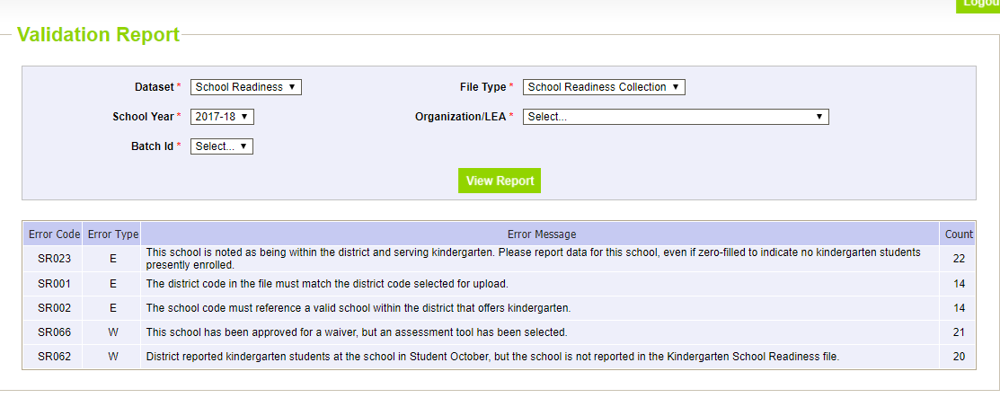 Logou
Validation Report
Dataset * School Readiness ▼ File Type * School Readiness Collection ▼
School Year * 2017-18 ▼ Organization/LEA * Select... ▼
Batch Id * Select... ▼
View Report
Error Code Error Type Error Message Count
SR023 E This school is noted as being within the district and serving kindergarten. Please report data for this school, even if zero-filled to indicate no kindergarten students
presently enrolled. 22
SR001 E The district code in the file must match the district code selected for upload. 14
SR002 E The school code must reference a valid school within the district that offers kindergarten. 14
SR066 W This school has been approved for a waiver, but an assessment tool has been selected. 21
SR062 W District reported kindergarten students at the school in Student October, but the school is not reported in the Kindergarten School Readiness file. 20